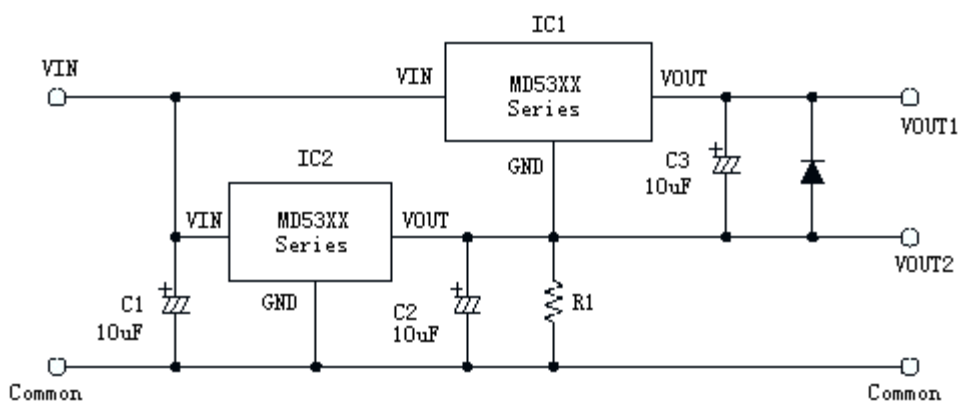 IC1
VIN
VIN
MD53XX
Series
VOUT
VOUT1
IC2
GND
C3
10uF
VIN
MD53XX
Series
VOUT
VOUT2
C1
10uF
GND
C2
10uF
R1
Common
Common